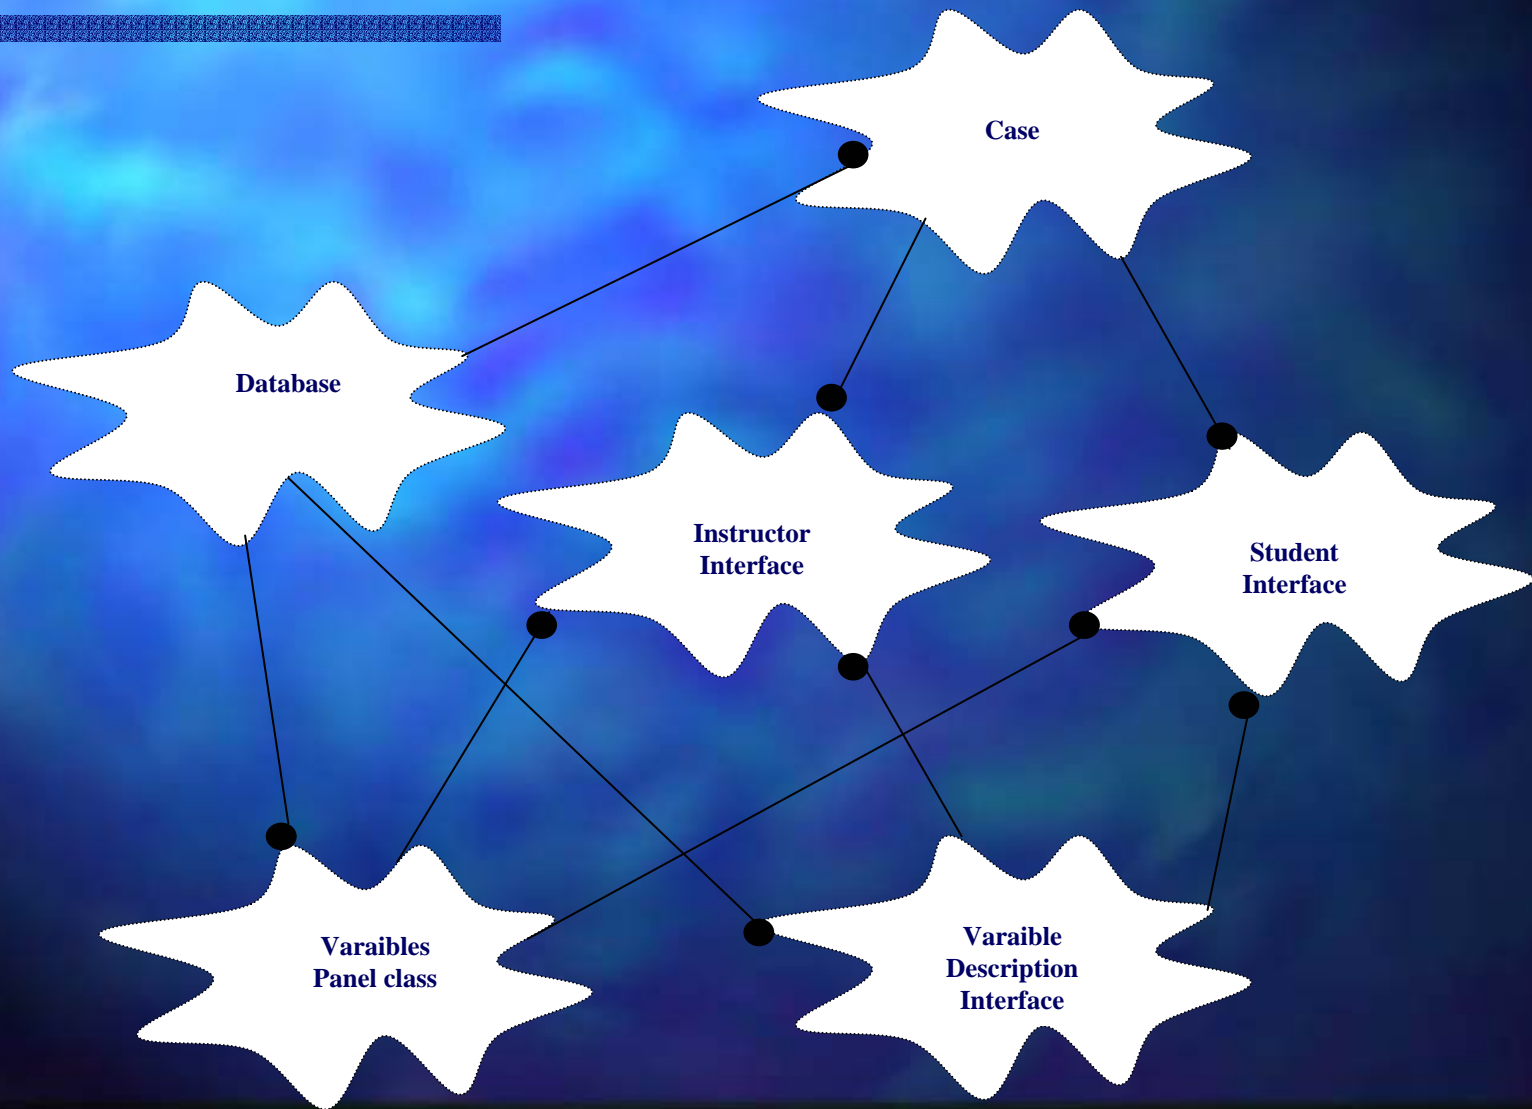 Case
Database
Instructor
Interface
Student
Interface
Varaibles
Panel class
Varaible
Description
Interface